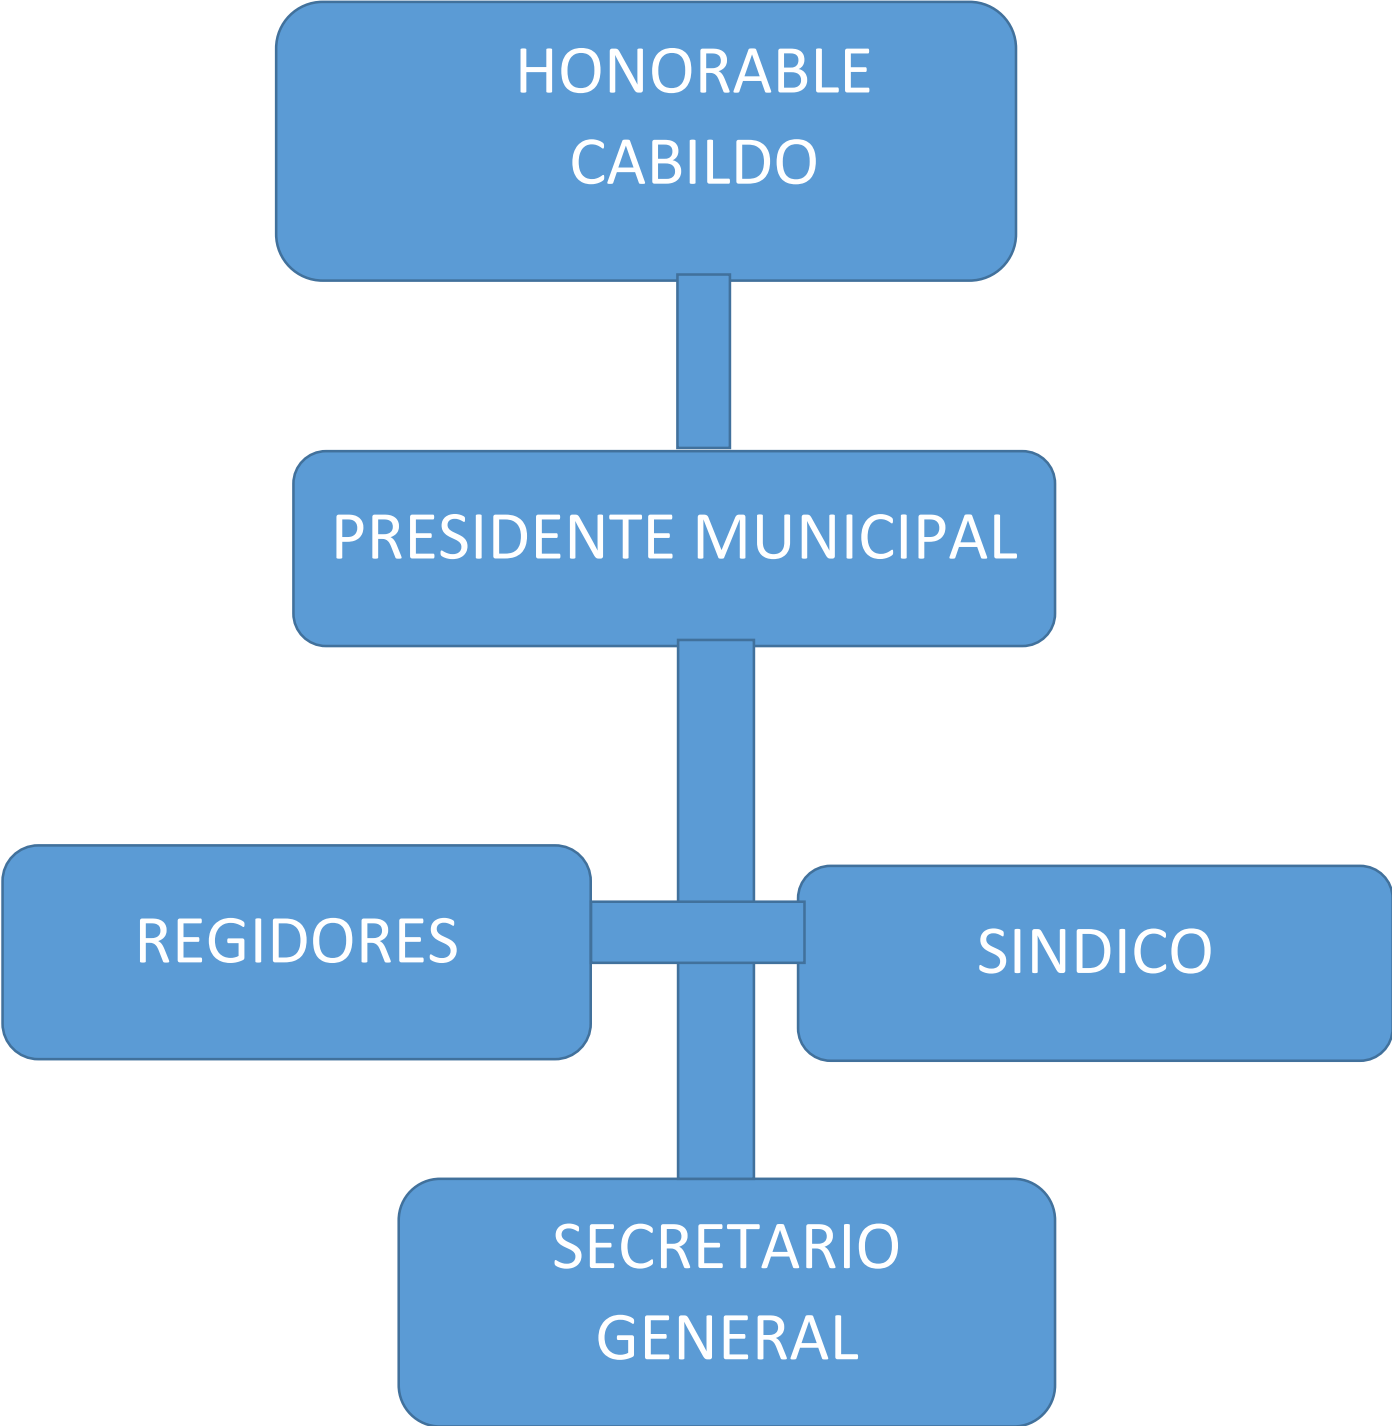 HONORABLE
CABILDO
PRESIDENTE MUNICIPAL
REGIDORES
SINDICO
SECRETARIO
GENERAL